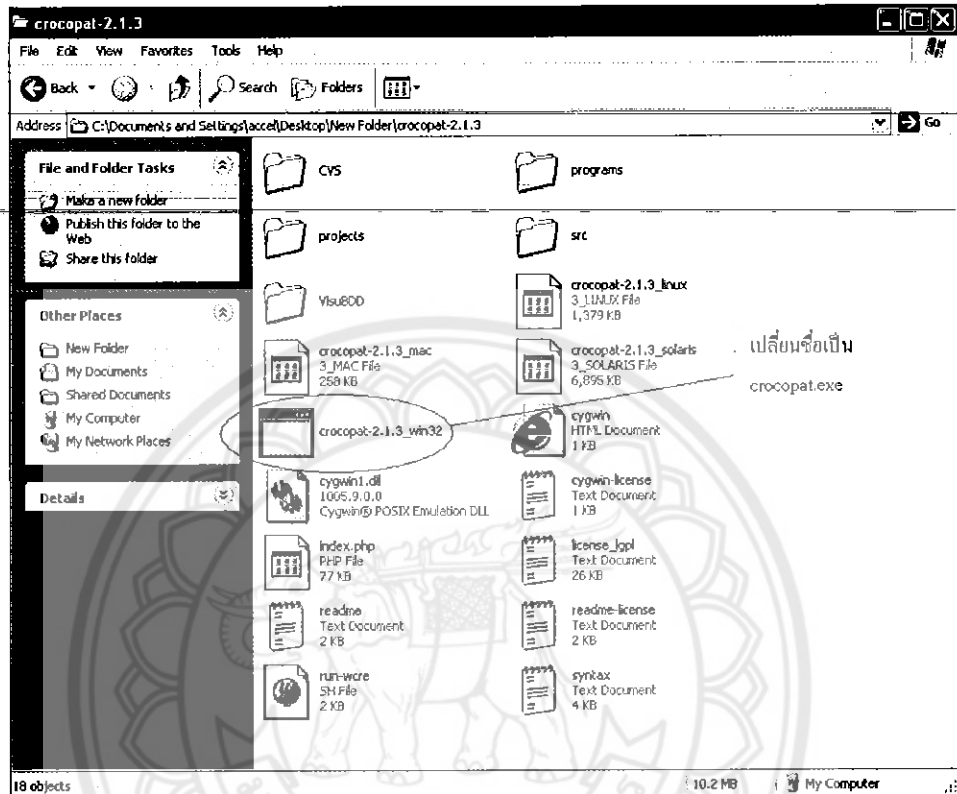 crocopat-2.1.3
File Edit View Favorites Tools Help
Back Search Folders
Address C:\Documents and Settings\accel\Desktop\New Folder\crocopat-2.1.3 Go
File and Folder Tasks
Make a new folder
Publish this folder to the
Web
Share this folder
Other Places
New Folder
My Documents
Shared Documents
My Computer
My Network Places
Details
CVS
programs
projects
src
VisuBDD
crocopat-2.1.3_linux
3_LINUX File
1,379 KB
crocopat-2.1.3_mac
3_MAC File
258 KB
crocopat-2.1.3_solaris
3_SOLARIS File
6,895 KB
crocopat-2.1.3_win32
cygwin
HTML Document
1 KB
cygwin1.dll
1005.9.0.0
Cygwin® POSIX Emulation DLL
cygwin-license
Text Document
1 KB
index.php
PHP File
77 KB
license_lgpl
Text Document
26 KB
readme
Text Document
2 KB
readme-license
Text Document
2 KB
run-wcre
SH File
2 KB
syntax
Text Document
4 KB
เปลี่ยนชื่อเป็น
crocopat.exe
18 objects
10.2 MB
My Computer